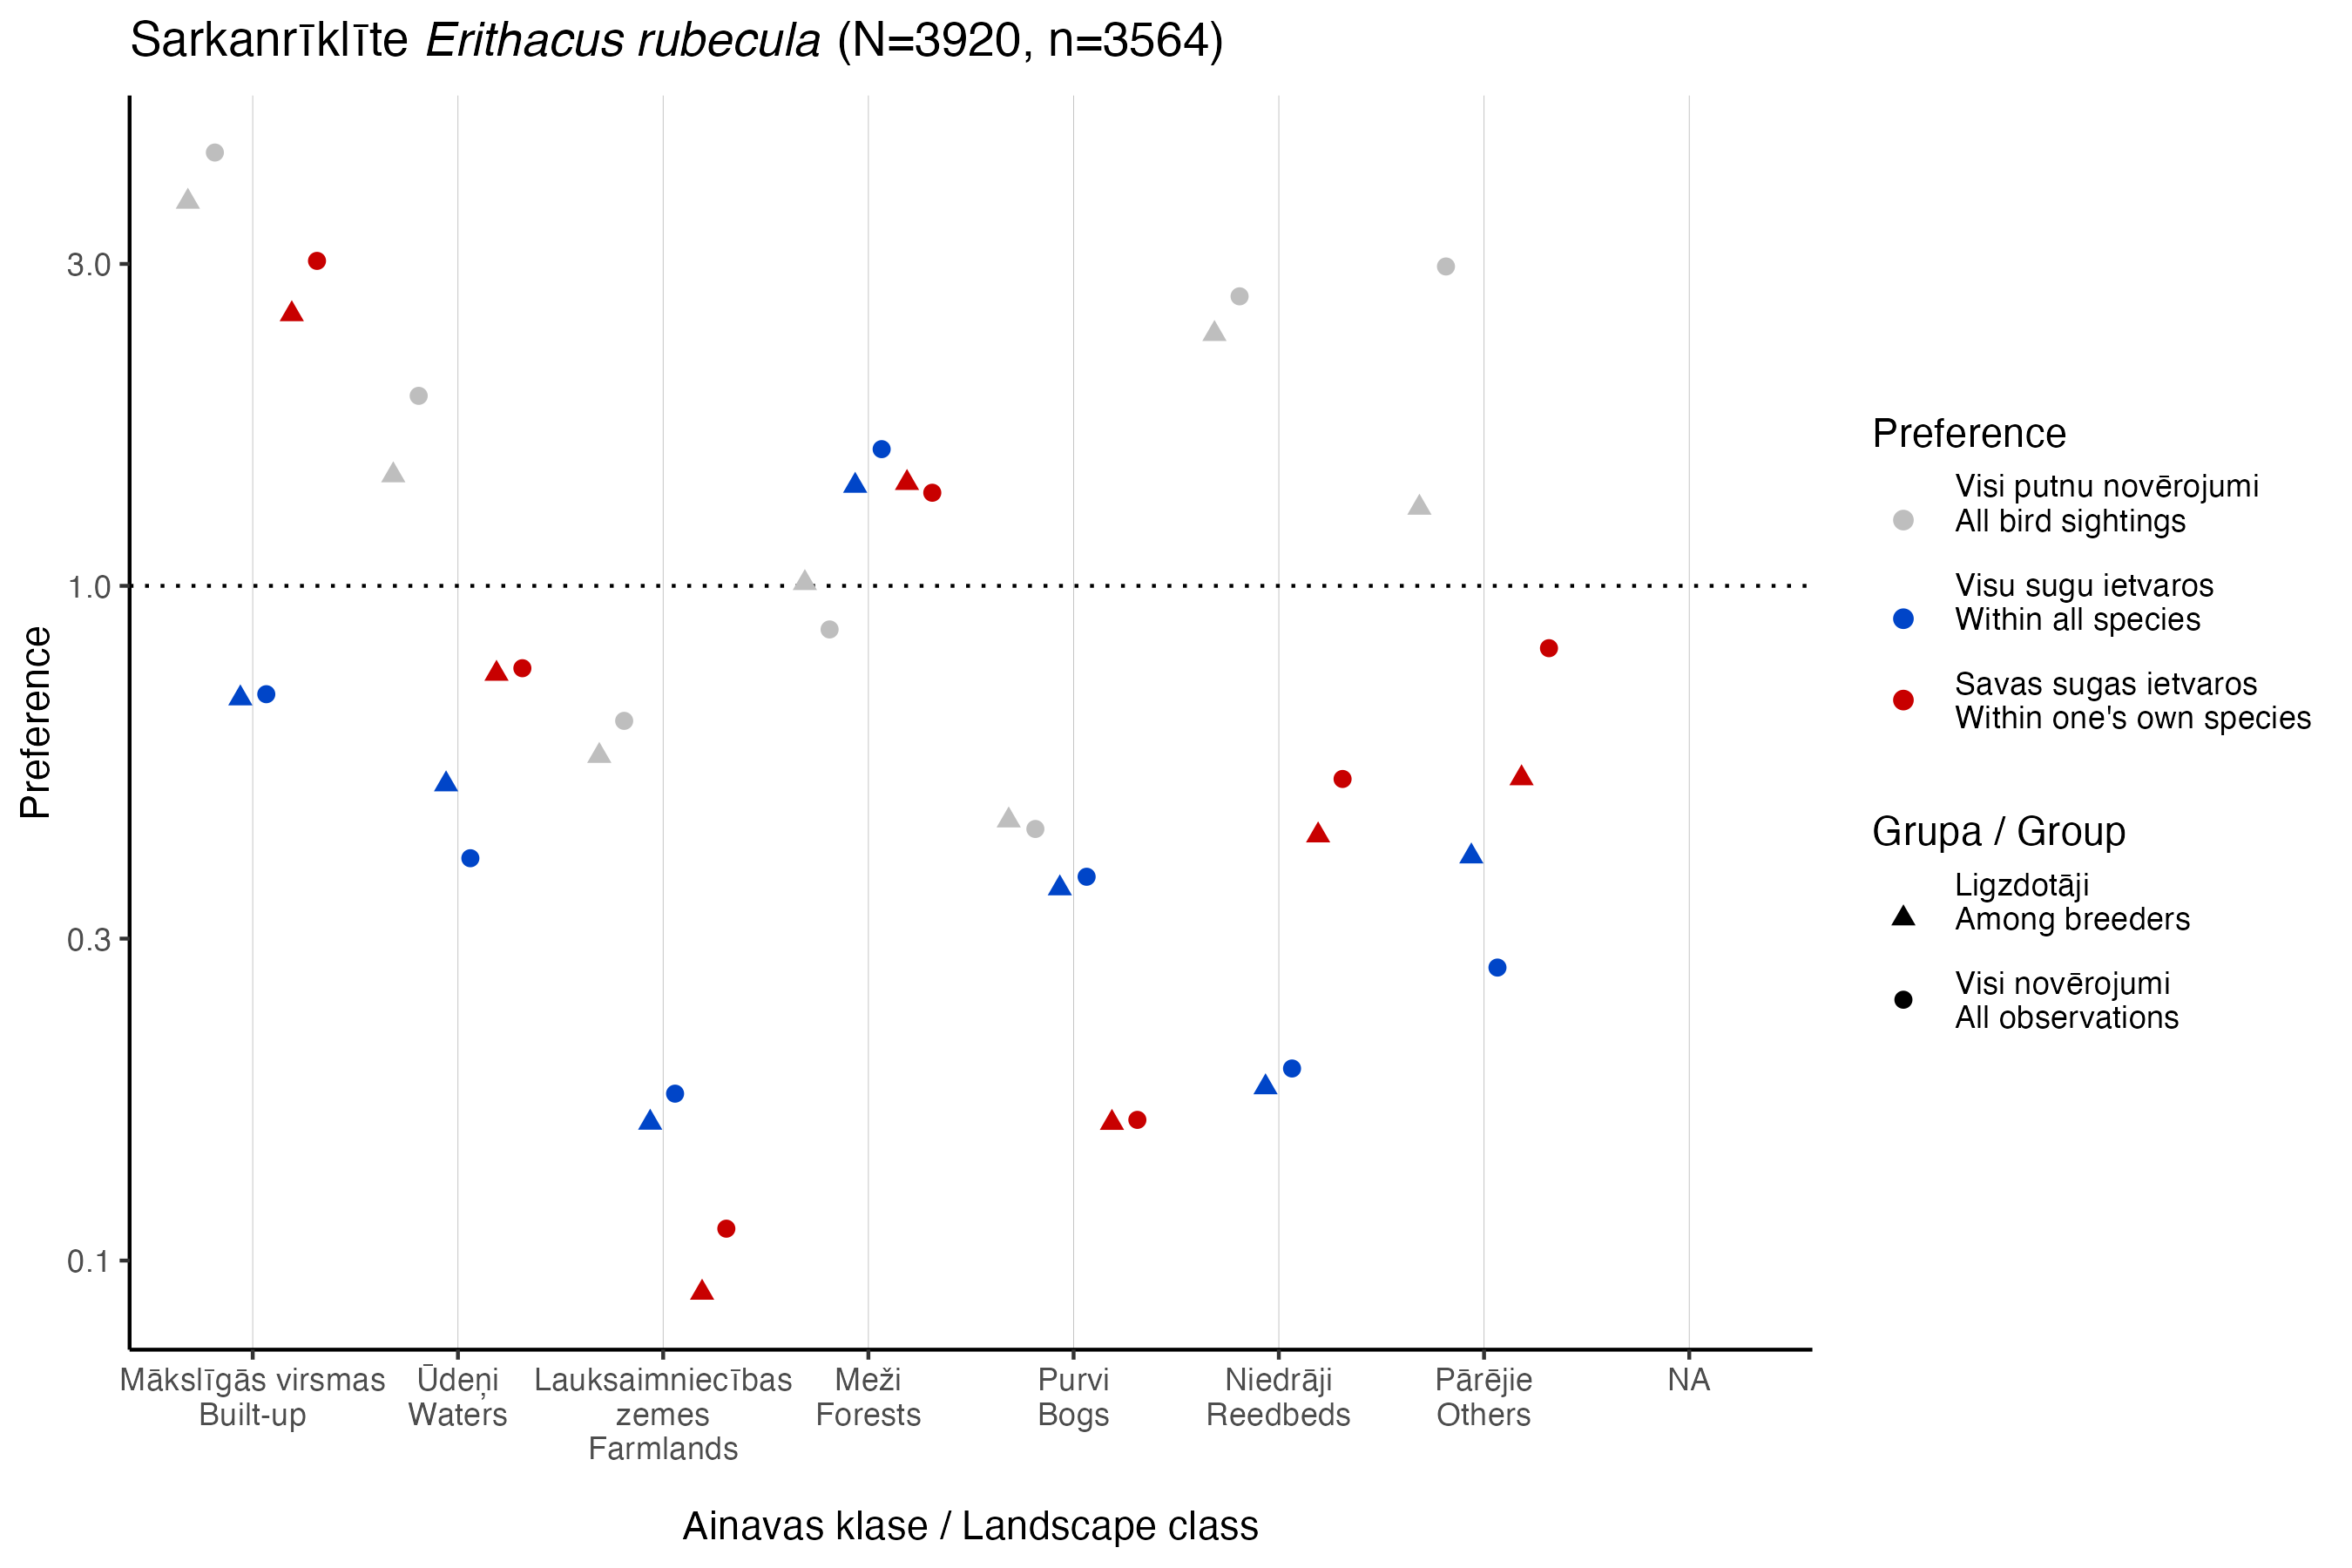 Sarkanrīklīte Erithacus rubecula (N=3920, n=3564)
Preference
3.0
1.0
0.3
0.1
Mākslīgās virsmas
Built-up
Ūdeņi
Waters
Lauksaimniecības
zemes
Farmlands
Meži
Forests
Purvi
Bogs
Niedrāji
Reedbeds
Pārējie
Others
NA
Ainavas klase / Landscape class
Preference
Visi putnu novērojumi
All bird sightings
Visu sugu ietvaros
Within all species
Savas sugas ietvaros
Within one's own species
Grupa / Group
Ligzdotāji
Among breeders
Visi novērojumi
All observations